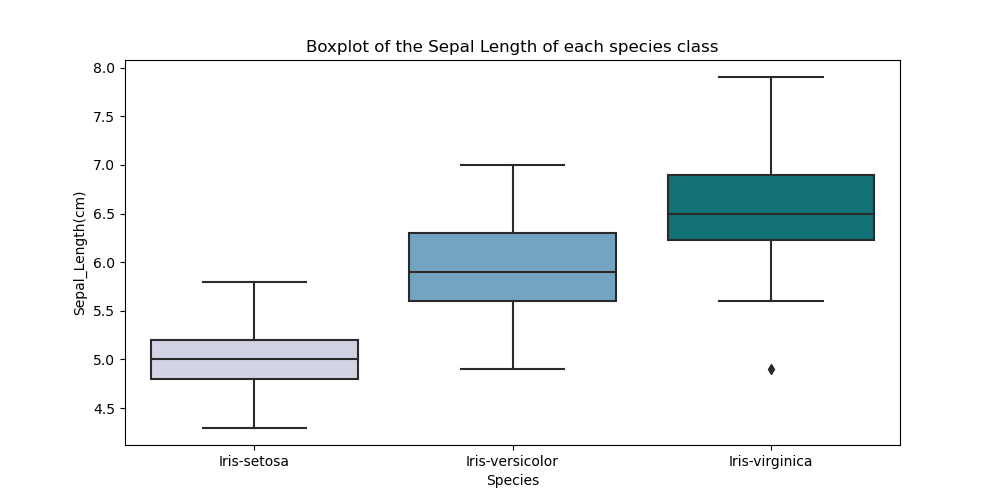 Boxplot of the Sepal Length of each species class
Sepal_Length(cm)
8.0
7.5
7.0
6.5
6.0
5.5
5.0
4.5
Iris-setosa Iris-versicolor Iris-virginica
Species